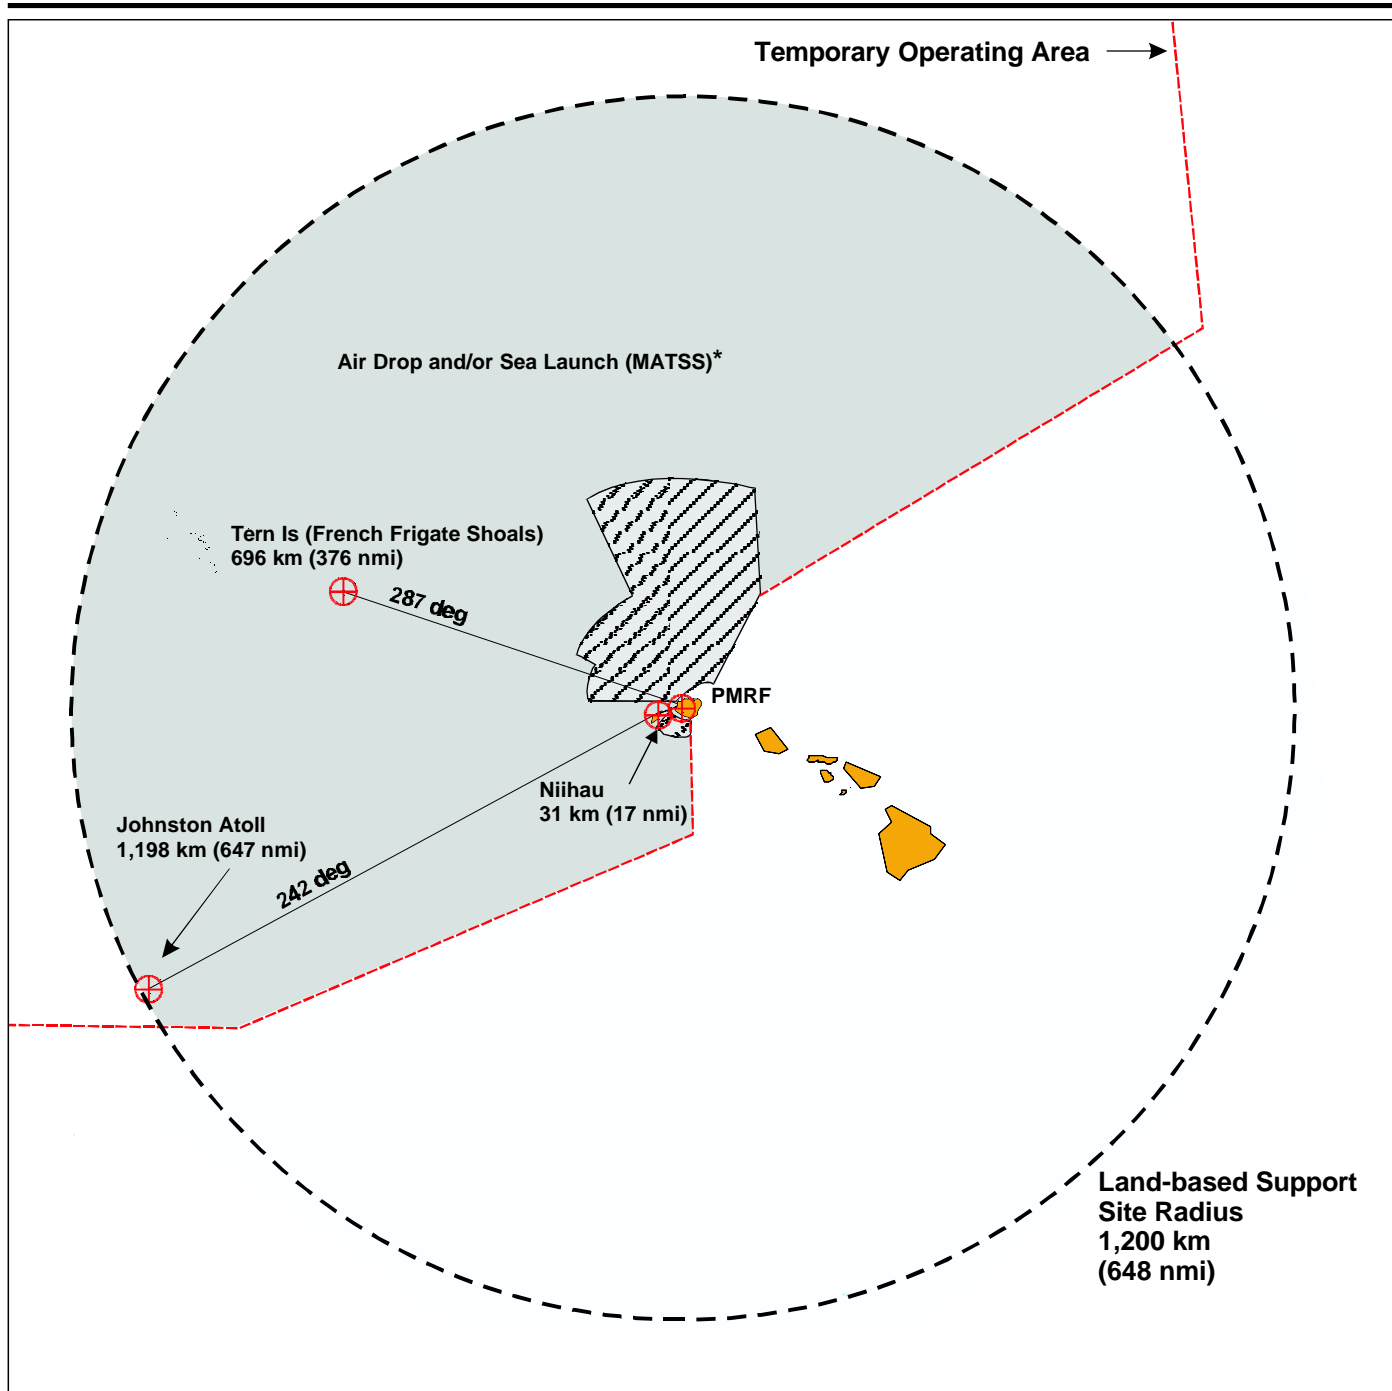 Temporary Operating Area
Air Drop and/or Sea Launch (MATSS)*
Tern Is (French Frigate Shoals)
696 km (376 nmi)
287 deg
PMRF
Niihau
31 km (17 nmi)
Johnston Atoll
1,198 km (647 nmi)
242 deg
Land-based Support
Site Radius
1,200 km
(648 nmi)